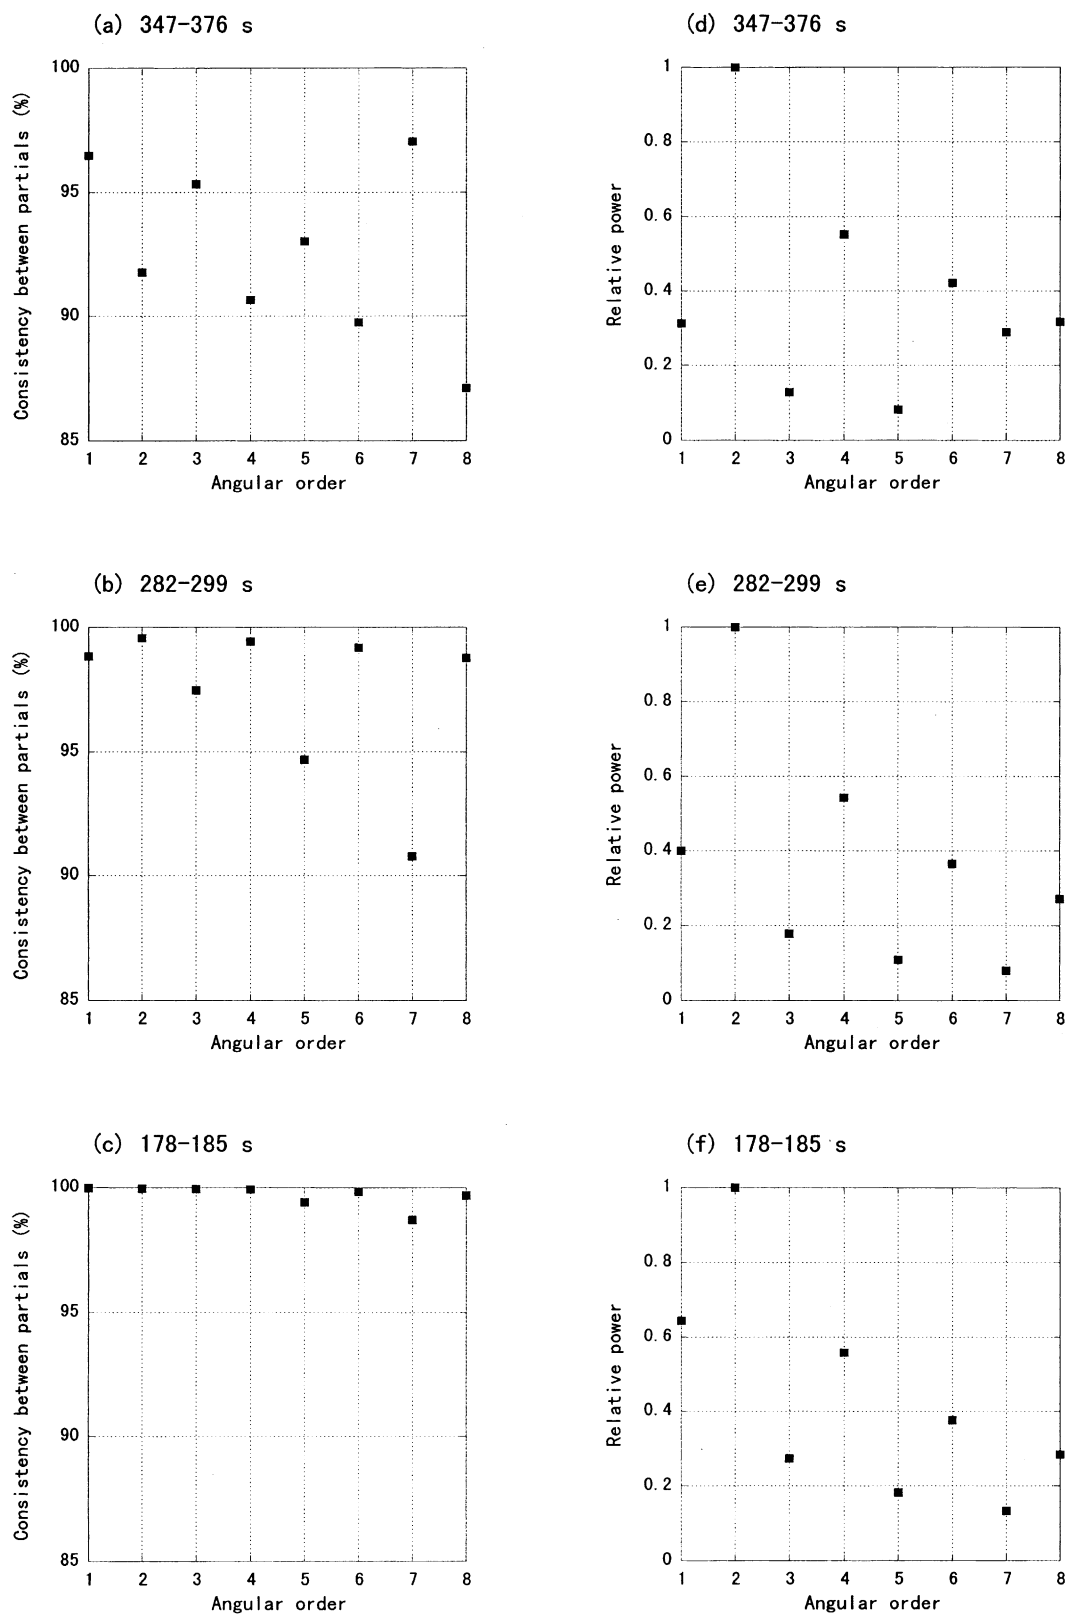 (a) 347-376 s
100
95
90
85
Consistency between partials (%)
1 2 3 4 5 6 7 8
Angular order
(d) 347-376 s
1
0.8
0.6
0.4
0.2
0
Relative power
1 2 3 4 5 6 7 8
Angular order
(b) 282-299 s
100
95
90
85
Consistency between partials (%)
1 2 3 4 5 6 7 8
Angular order
(e) 282-299 s
1
0.8
0.6
0.4
0.2
0
Relative power
1 2 3 4 5 6 7 8
Angular order
(c) 178-185 s
100
95
90
85
Consistency between partials (%)
1 2 3 4 5 6 7 8
Angular order
(f) 178-185 s
1
0.8
0.6
0.4
0.2
0
Relative power
1 2 3 4 5 6 7 8
Angular order